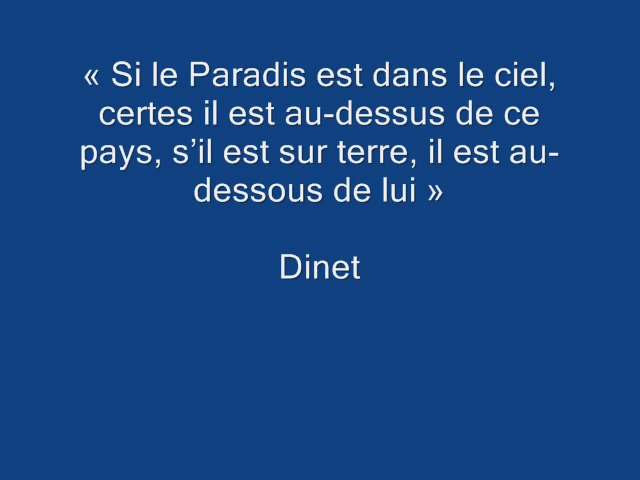 « Si le Paradis est dans le ciel,
certes il est au-dessus de ce
pays, s’il est sur terre, il est au-
dessous de lui »
Dinet